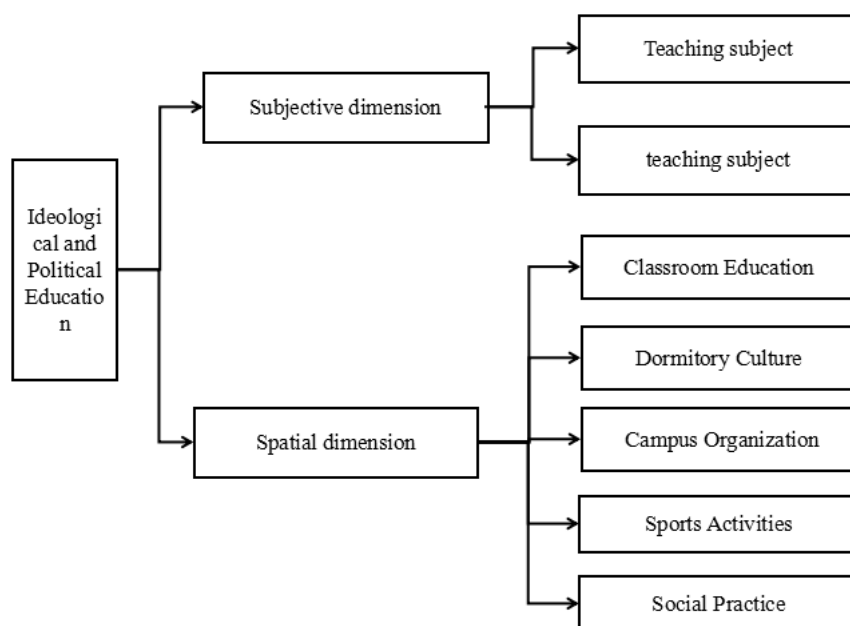 Teaching subject
Subjective dimension
teaching subject
Ideologi
cal and
Political
Educatio
n
Classroom Education
Dormitory Culture
Campus Organization
Spatial dimension
Sports Activities
Social Practice